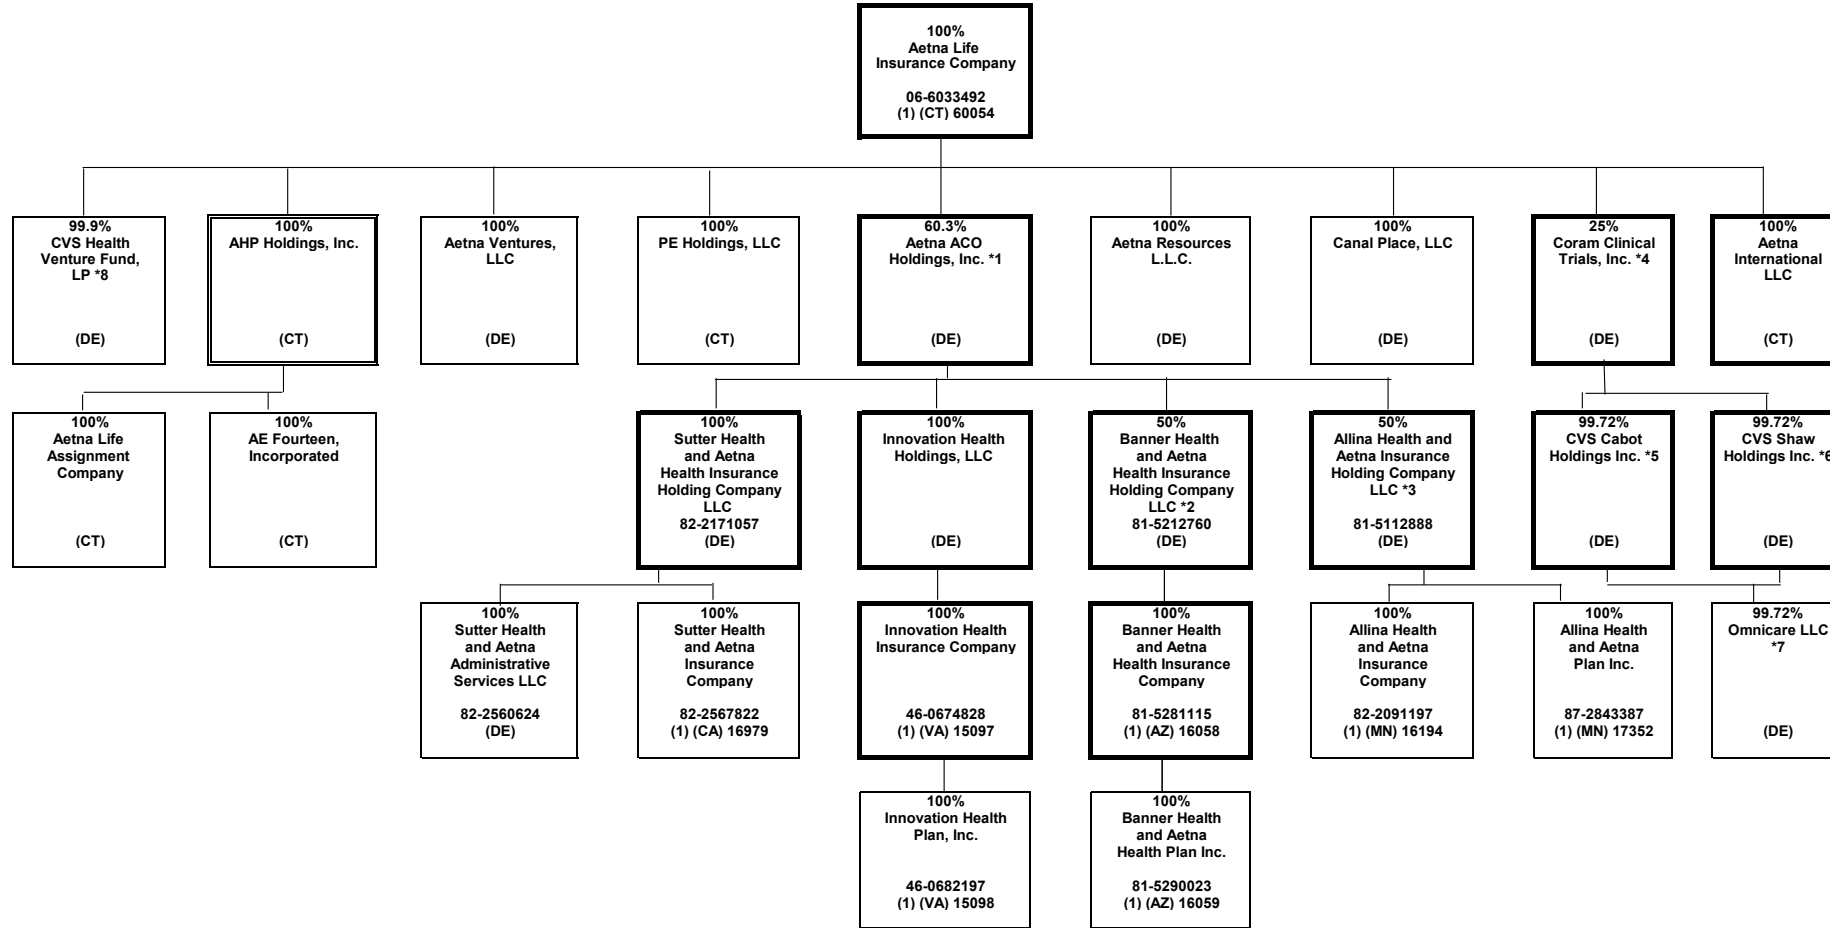 100%
Aetna Life
Insurance Company
06-6033492
(1) (CT) 60054
99.9%
CVS Health
Venture Fund,
LP *8
(DE)
100%
AHP Holdings, Inc.
(CT)
100%
Aetna Ventures,
LLC
(DE)
100%
PE Holdings, LLC
(CT)
60.3%
Aetna ACO
Holdings, Inc. *1
(DE)
100%
Aetna Resources
L.L.C.
(DE)
100%
Canal Place, LLC
(DE)
25%
Coram Clinical
Trials, Inc. *4
(DE)
100%
Aetna
International
LLC
(CT)
100%
Aetna Life
Assignment
Company
(CT)
100%
AE Fourteen,
Incorporated
(CT)
100%
Sutter Health
and Aetna
Health Insurance
Holding Company
LLC
82-2171057
(DE)
100%
Innovation Health
Holdings, LLC
(DE)
50%
Banner Health
and Aetna
Health Insurance
Holding Company
LLC *2
81-5212760
(DE)
50%
Allina Health and
Aetna Insurance
Holding Company
LLC *3
81-5112888
(DE)
99.72%
CVS Cabot
Holdings Inc. *5
(DE)
99.72%
CVS Shaw
Holdings Inc. *6
(DE)
100%
Sutter Health
and Aetna
Administrative
Services LLC
82-2560624
(DE)
100%
Sutter Health
and Aetna
Insurance
Company
82-2567822
(1) (CA) 16979
100%
Innovation Health
Insurance Company
46-0674828
(1) (VA) 15097
100%
Banner Health
and Aetna
Health Insurance
Company
81-5281115
(1) (AZ) 16058
100%
Allina Health
and Aetna
Insurance
Company
82-2091197
(1) (MN) 16194
100%
Allina Health
and Aetna
Plan Inc.
87-2843387
(1) (MN) 17352
99.72%
Omnicare LLC
*7
(DE)
100%
Innovation Health
Plan, Inc.
46-0682197
(1) (VA) 15098
100%
Banner Health
and Aetna
Health Plan Inc.
81-5290023
(1) (AZ) 16059